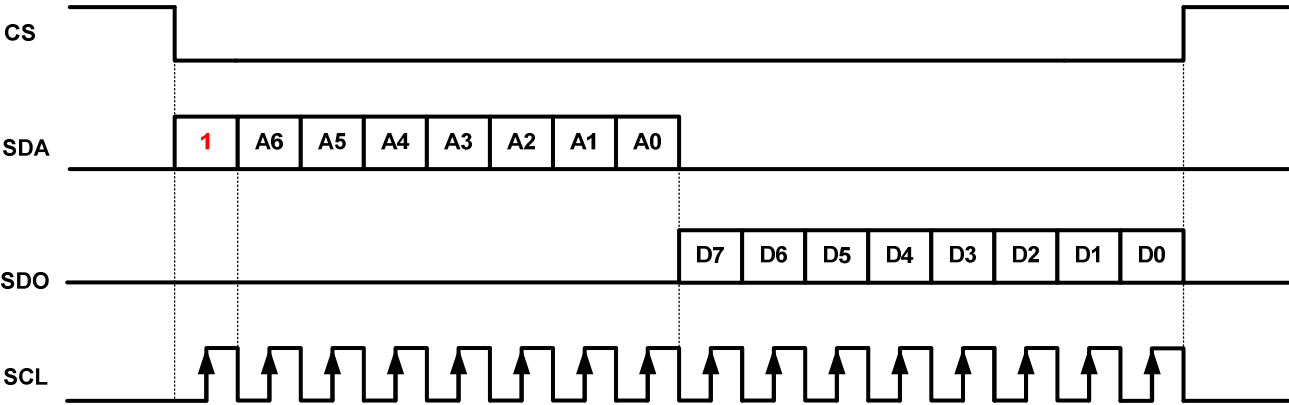 CS
SDA 1 A6 A5 A4 A3 A2 A1 A0
SDO D7 D6 D5 D4 D3 D2 D1 D0
SCL